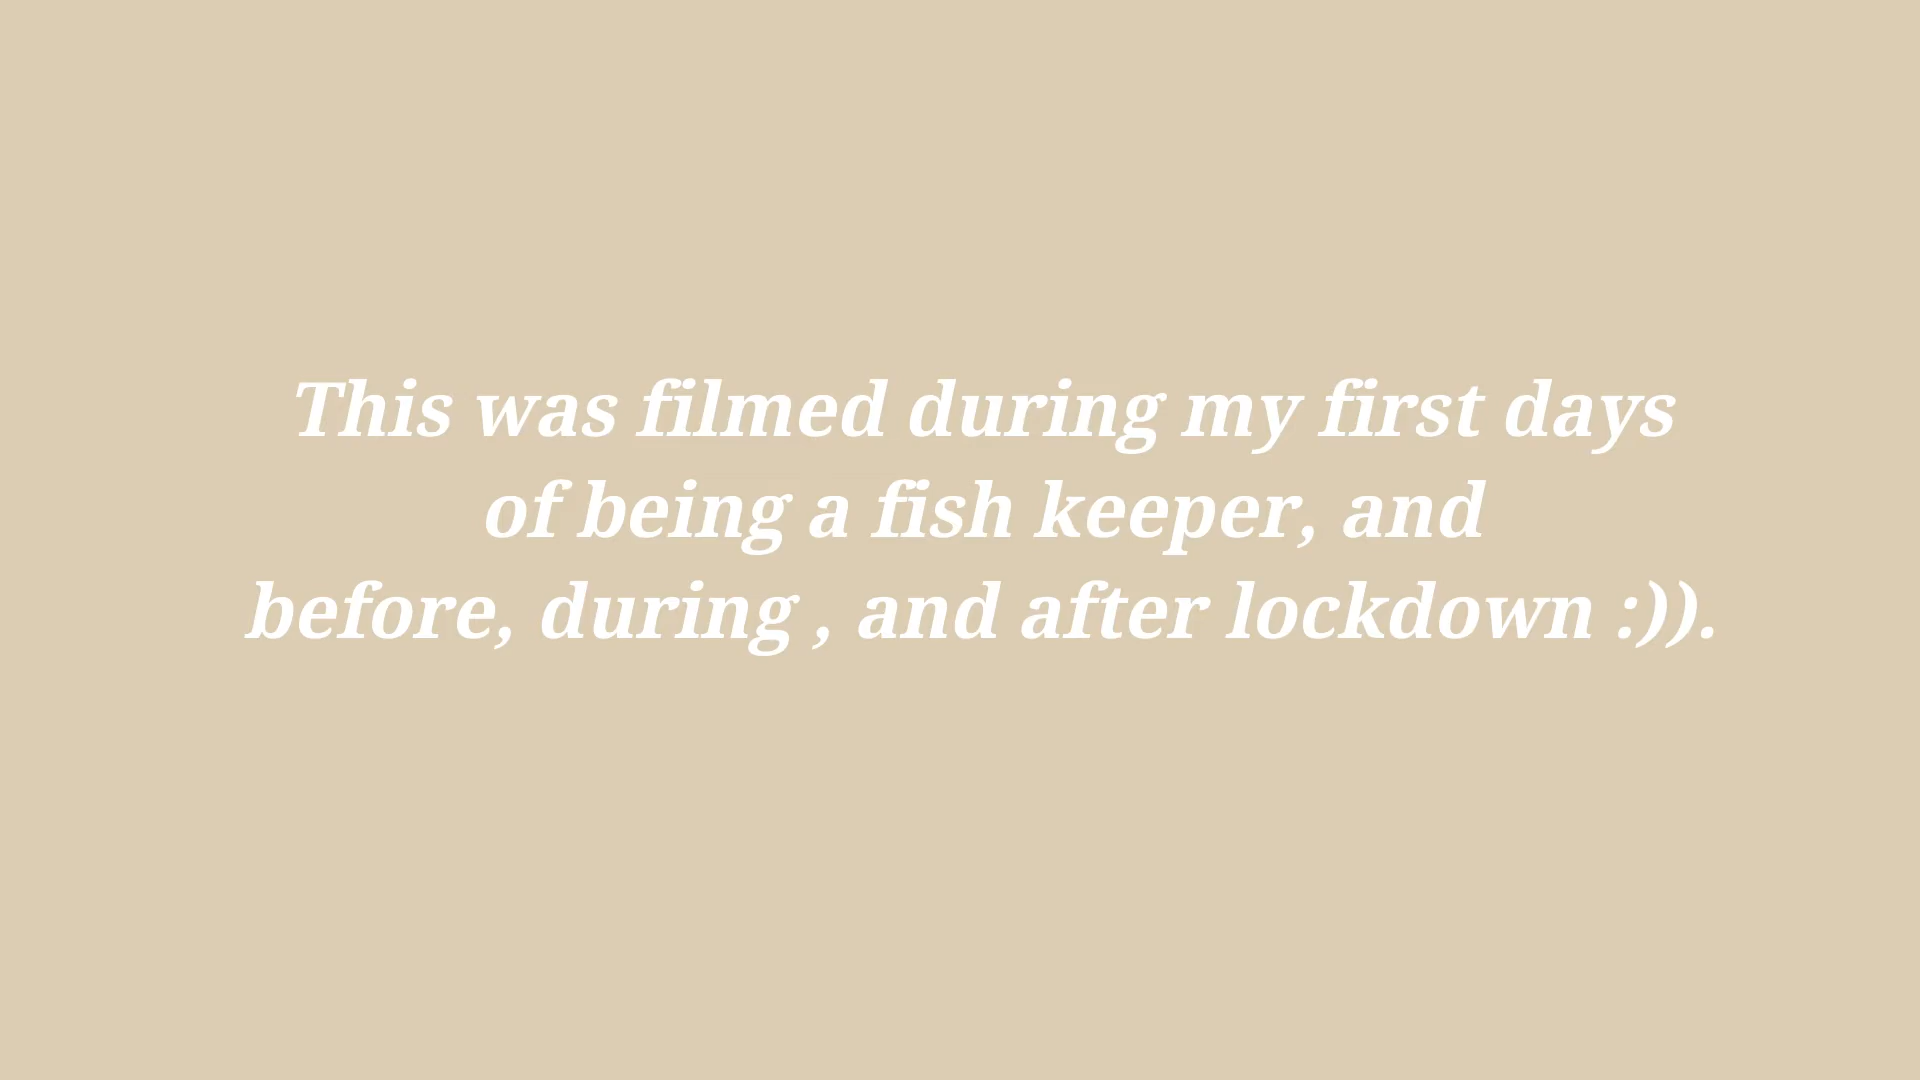 This was filmed during my first days
of being a fish keeper, and
before, during , and after lockdown :)).